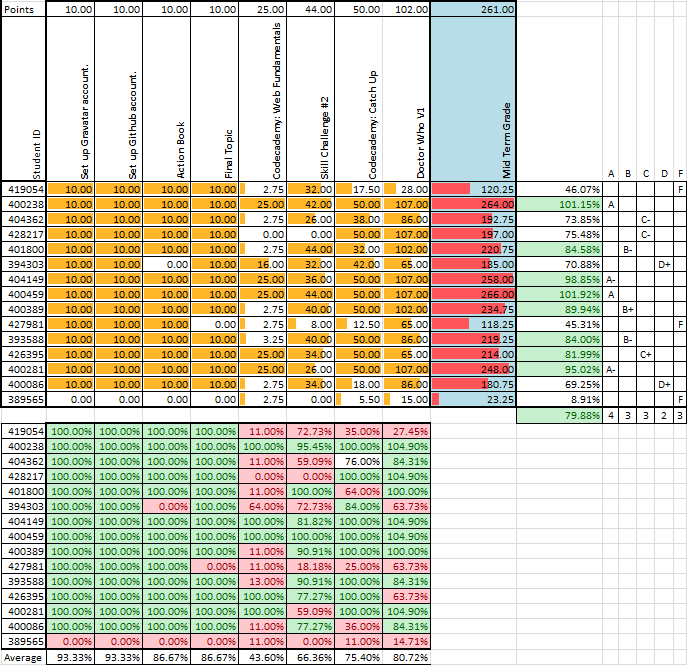 Points 10.00 10.00 10.00 10.00 25.00 44.00 50.00 102.00 261.00
Student ID Set up Gravatar account. Set up Github account. Action Book Final Topic Codecademy: Web Fundamentals Skill Challenge #2 Codecademy: Catch Up Doctor Who V1 Mid Term Grade A B C D F
419054 10.00 10.00 10.00 10.00 2.75 32.00 17.50 28.00 120.25 46.07% F
400238 10.00 10.00 10.00 10.00 25.00 42.00 50.00 107.00 264.00 101.15% A
404362 10.00 10.00 10.00 10.00 2.75 26.00 38.00 86.00 192.75 73.85% C-
428217 10.00 10.00 10.00 10.00 0.00 0.00 50.00 107.00 197.00 75.48% C-
401800 10.00 10.00 10.00 10.00 2.75 44.00 32.00 102.00 220.75 84.58% B-
394303 10.00 10.00 0.00 10.00 16.00 32.00 42.00 65.00 185.00 70.88% D+
404149 10.00 10.00 10.00 10.00 25.00 36.00 50.00 107.00 258.00 98.85% A-
400459 10.00 10.00 10.00 10.00 25.00 44.00 50.00 107.00 266.00 101.92% A
400389 10.00 10.00 10.00 10.00 2.75 40.00 50.00 102.00 234.75 89.94% B+
427981 10.00 10.00 10.00 0.00 2.75 8.00 12.50 65.00 118.25 45.31% F
393588 10.00 10.00 10.00 10.00 3.25 40.00 50.00 86.00 219.25 84.00% B-
426395 10.00 10.00 10.00 10.00 25.00 34.00 50.00 65.00 214.00 81.99% C+
400281 10.00 10.00 10.00 10.00 25.00 26.00 50.00 107.00 248.00 95.02% A-
400086 10.00 10.00 10.00 10.00 2.75 34.00 18.00 86.00 180.75 69.25% D+
389565 0.00 0.00 0.00 0.00 2.75 0.00 5.50 15.00 23.25 8.91% F
79.88% 4 3 3 2 3
419054 100.00% 100.00% 100.00% 100.00% 11.00% 72.73% 35.00% 27.45%
400238 100.00% 100.00% 100.00% 100.00% 100.00% 95.45% 100.00% 104.90%
404362 100.00% 100.00% 100.00% 100.00% 11.00% 59.09% 76.00% 84.31%
428217 100.00% 100.00% 100.00% 100.00% 0.00% 0.00% 100.00% 104.90%
401800 100.00% 100.00% 100.00% 100.00% 11.00% 100.00% 64.00% 100.00%
394303 100.00% 100.00% 0.00% 100.00% 64.00% 72.73% 84.00% 63.73%
404149 100.00% 100.00% 100.00% 100.00% 100.00% 81.82% 100.00% 104.90%
400459 100.00% 100.00% 100.00% 100.00% 100.00% 100.00% 100.00% 104.90%
400389 100.00% 100.00% 100.00% 100.00% 11.00% 90.91% 100.00% 100.00%
427981 100.00% 100.00% 100.00% 0.00% 11.00% 18.18% 25.00% 63.73%
393588 100.00% 100.00% 100.00% 100.00% 13.00% 90.91% 100.00% 84.31%
426395 100.00% 100.00% 100.00% 100.00% 100.00% 77.27% 100.00% 63.73%
400281 100.00% 100.00% 100.00% 100.00% 100.00% 59.09% 100.00% 104.90%
400086 100.00% 100.00% 100.00% 100.00% 11.00% 77.27% 36.00% 84.31%
389565 0.00% 0.00% 0.00% 0.00% 11.00% 0.00% 11.00% 14.71%
Average 93.33% 93.33% 86.67% 86.67% 43.60% 66.36% 75.40% 80.72%